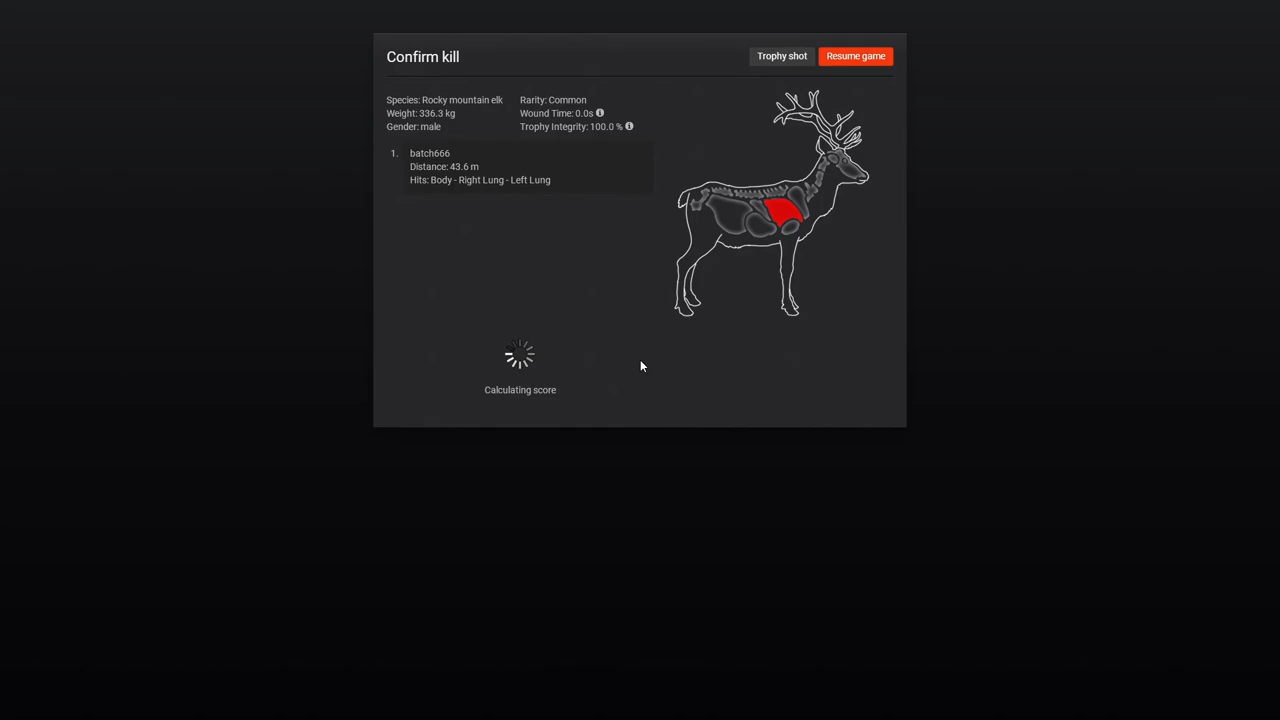 Confirm kill
Trophy shot
Resume game
Species: Rocky mountain elk
Weight: 336.3 kg
Gender: male
Rarity: Common
Wound Time: 0.0s
Trophy Integrity: 100.0 %
1.
batch666
Distance: 43.6 m
Hits: Body - Right Lung - Left Lung
Calculating score